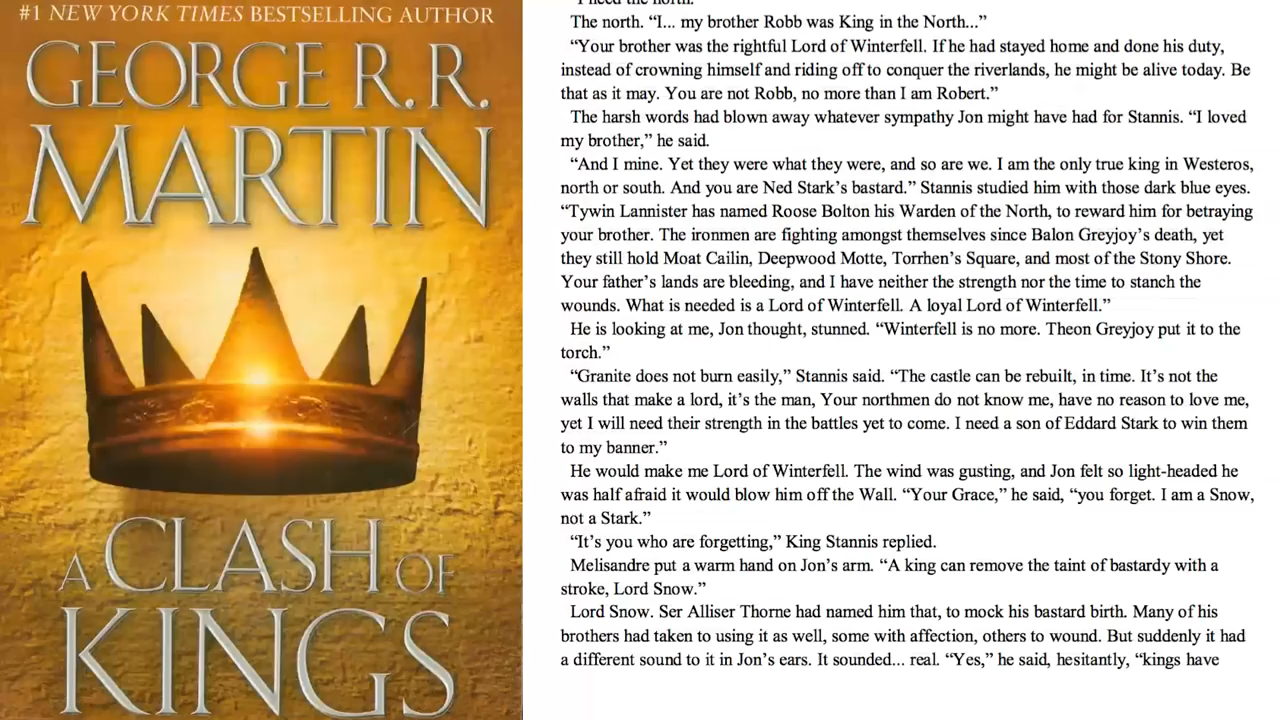 #1 NEW YORK TIMES BESTSELLING AUTHOR
GEORGE R. R.
MARTIN
A CLASH OF
KINGS
"I need the north."
The north. “I... my brother Robb was King in the North...”
“Your brother was the rightful Lord of Winterfell. If he had stayed home and done his duty,
instead of crowning himself and riding off to conquer the riverlands, he might be alive today. Be
that as it may. You are not Robb, no more than I am Robert.”
The harsh words had blown away whatever sympathy Jon might have had for Stannis. “I loved
my brother,” he said.
“And I mine. Yet they were what they were, and so are we. I am the only true king in Westeros,
north or south. And you are Ned Stark’s bastard.” Stannis studied him with those dark blue eyes.
“Tywin Lannister has named Roose Bolton his Warden of the North, to reward him for betraying
your brother. The ironmen are fighting amongst themselves since Balon Greyjoy’s death, yet
they still hold Moat Cailin, Deepwood Motte, Torrhen’s Square, and most of the Stony Shore.
Your father’s lands are bleeding, and I have neither the strength nor the time to stanch the
wounds. What is needed is a Lord of Winterfell. A loyal Lord of Winterfell.”
He is looking at me, Jon thought, stunned. “Winterfell is no more. Theon Greyjoy put it to the
torch.”
“Granite does not burn easily,” Stannis said. “The castle can be rebuilt, in time. It’s not the
walls that make a lord, it’s the man, Your northmen do not know me, have no reason to love me,
yet I will need their strength in the battles yet to come. I need a son of Eddard Stark to win them
to my banner.”
He would make me Lord of Winterfell. The wind was gusting, and Jon felt so light-headed he
was half afraid it would blow him off the Wall. “Your Grace,” he said, “you forget. I am a Snow,
not a Stark.”
“It’s you who are forgetting,” King Stannis replied.
Melisandre put a warm hand on Jon’s arm. “A king can remove the taint of bastardy with a
stroke, Lord Snow.”
Lord Snow. Ser Alliser Thorne had named him that, to mock his bastard birth. Many of his
brothers had taken to using it as well, some with affection, others to wound. But suddenly it had
a different sound to it in Jon’s ears. It sounded... real. “Yes,” he said, hesitantly, “kings have